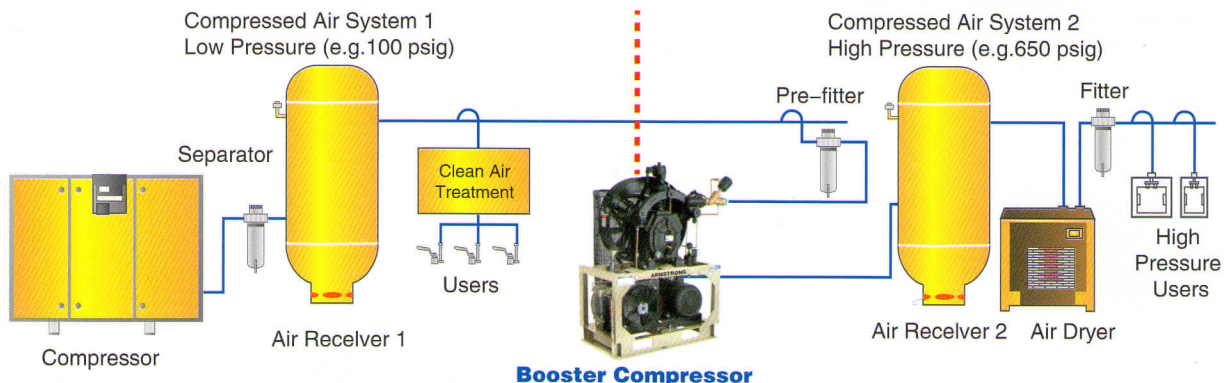 Compressed Air System 1
Low Pressure (e.g.100 psig)
Compressed Air System 2
High Pressure (e.g.650 psig)
Pre-fitter
Fitter
Separator
Clean Air
Treatment
Users
High
Pressure
Users
ARMSTRONG
Compressor
Air Recelver 1
Air Recelver 2
Air Dryer
Booster Compressor